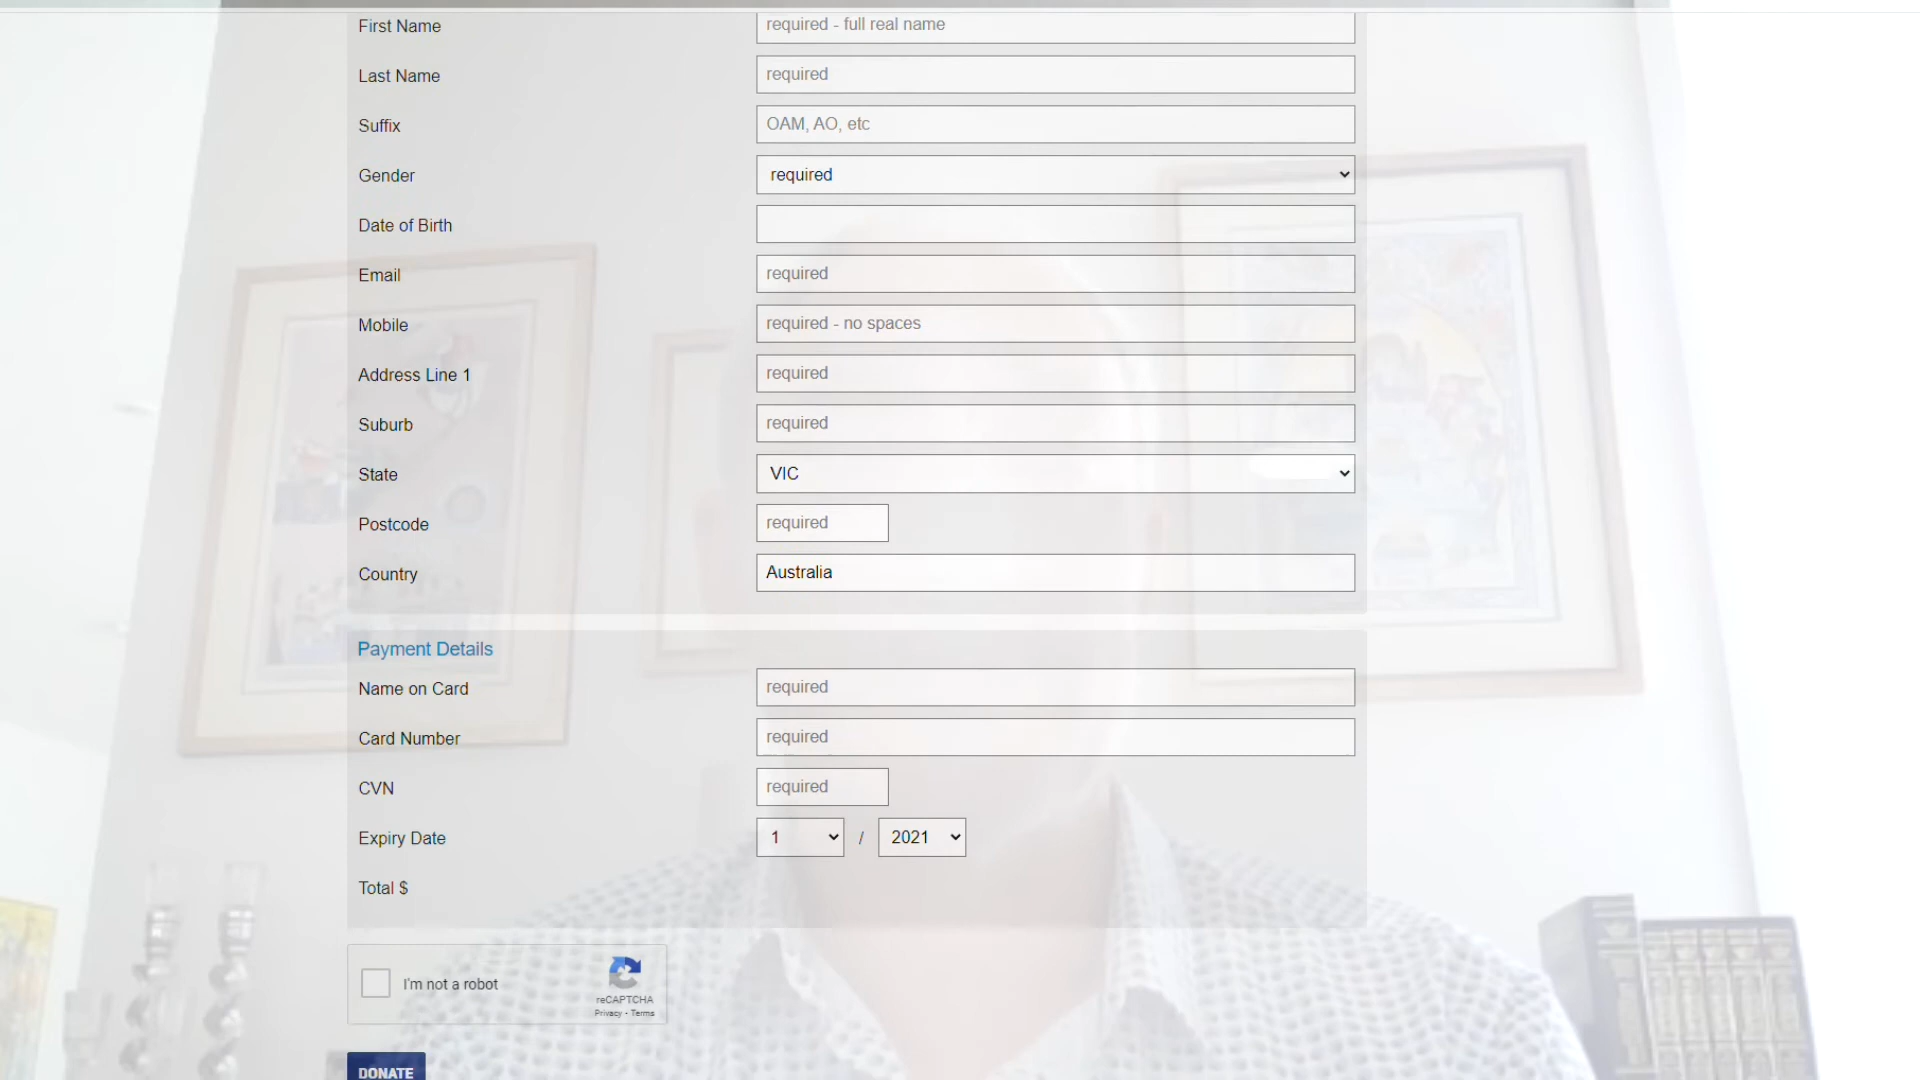 First Name required - full real name
Last Name required
Suffix OAM, AO, etc
Gender required
Date of Birth
Email required
Mobile required - no spaces
Address Line 1 required
Suburb required
State VIC
Postcode required
Country Australia
Payment Details
Name on Card required
Card Number required
CVN required
Expiry Date 1 / 2021
Total $
I'm not a robot
reCAPTCHA
Privacy - Terms
DONATE